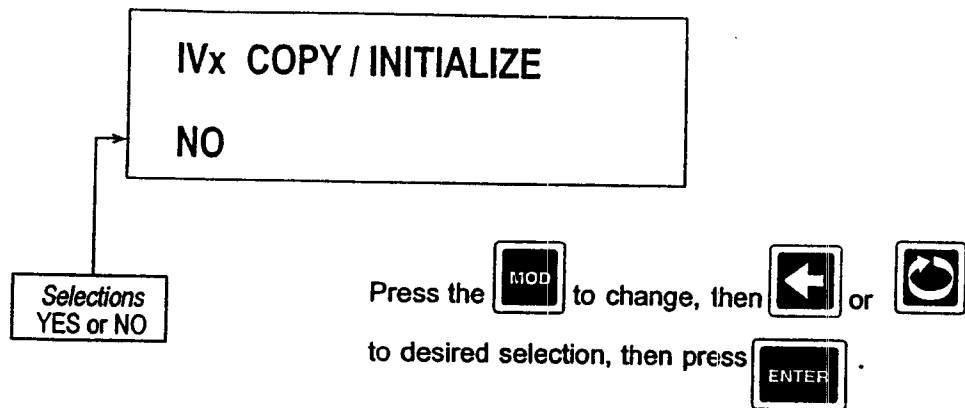 IVx COPY / INITIALIZE
NO
Selections
YES or NO
Press the MOD to change, then or
to desired selection, then press ENTER .